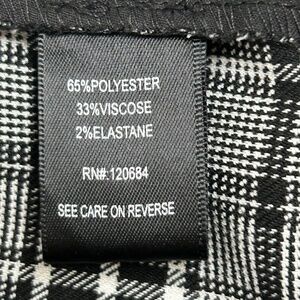 65%POLYESTER
33%VISCOSE
2%ELASTANE
RN#:120684
SEE CARE ON REVERSE